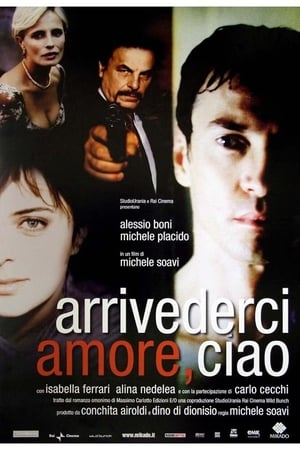 StudioUrania e Rai Cinema
presentano
alessio boni
michele placido
in un film di
michele soavi
arrivederci
amore,ciao
con isabella ferrari alina nedelea e con la partecipazione di carlo cecchi
tratto dal romanzo omonimo di Massimo Carlotto Edizioni E/O una coproduzione StudioUrania Rai Cinema Wild Bunch
prodotto da conchita airoldi e dino di dionisio regia michele soavi
Rai Cinema
www.mikado.it
MIKADO